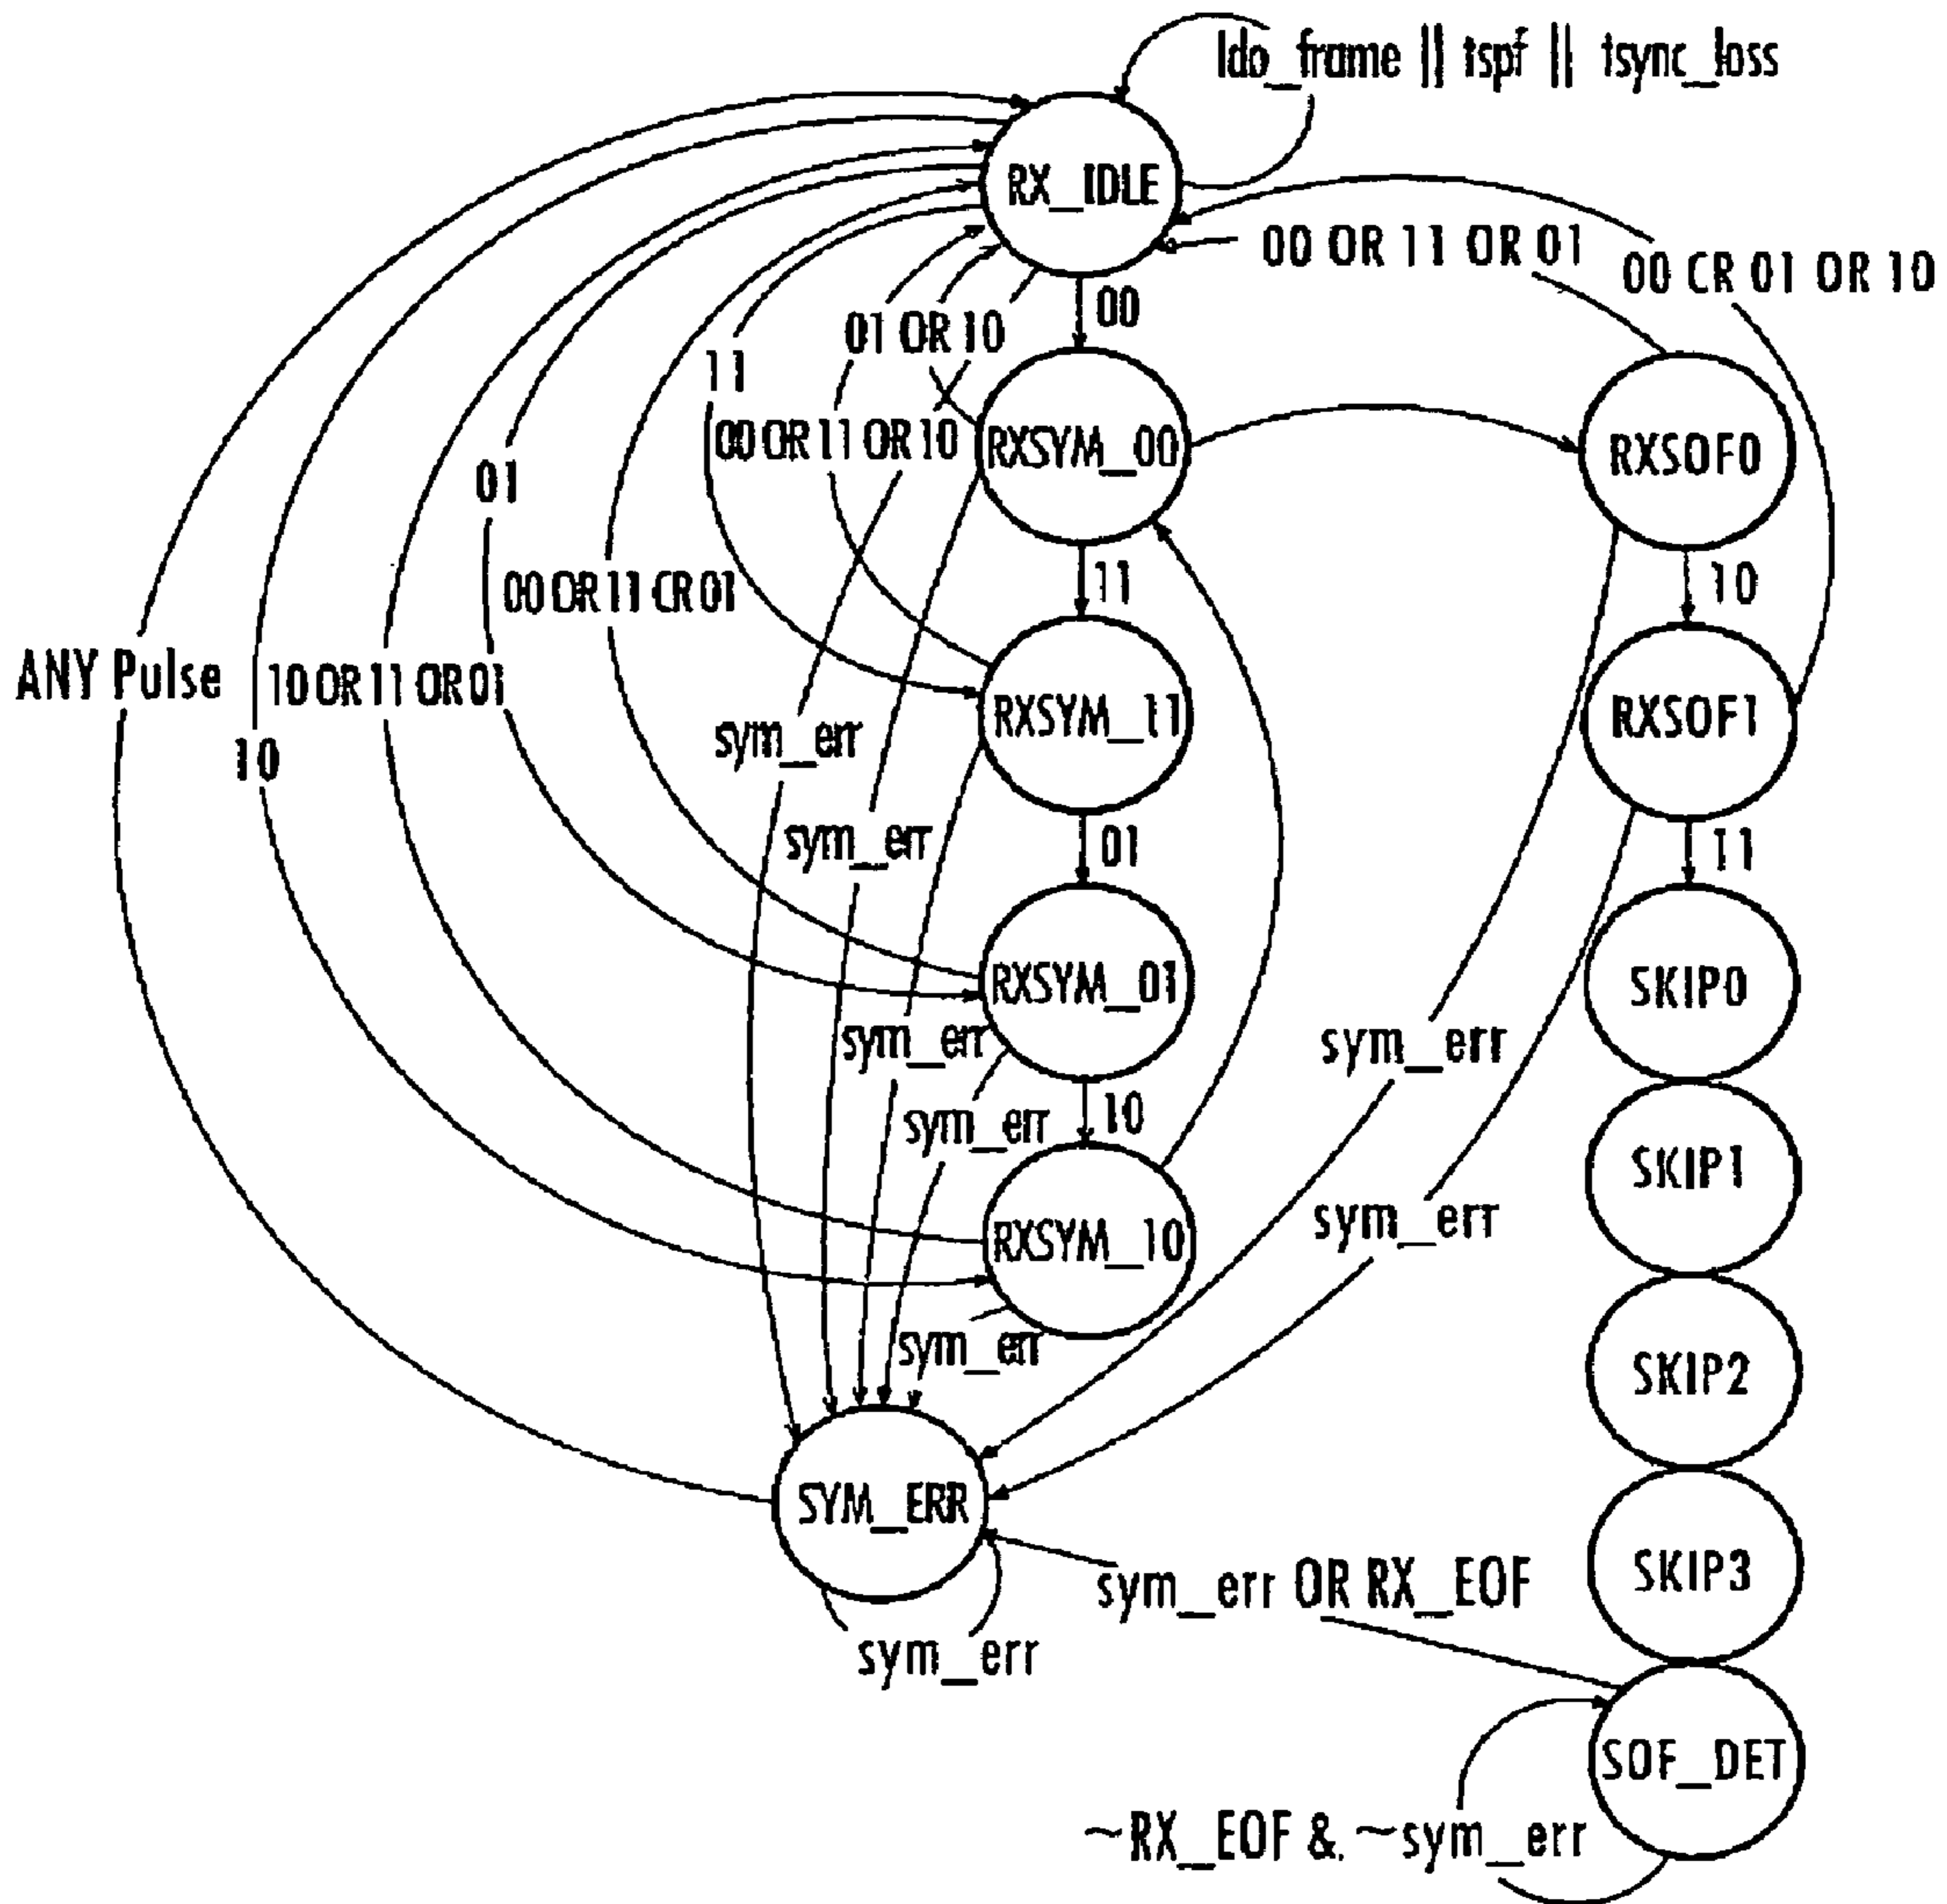 ldo_frame || tspf || tsync_loss
RX_IDLE
00 OR 11 OR 01
00 CR 01 OR 10
00
01 OR 10
11
00 OR 11 OR 10
RXSYM_00
RXSOF0
01
11
10
00 OR 11 CR 01
ANY Pulse
10 OR 11 OR 01
10
sym_err
RXSYM_11
RXSOF1
sym_err
01
11
RXSYM_01
SKIP0
sym_err
sym_err
sym_err
10
SKIP1
sym_err
RXSYM_10
sym_err
SKIP2
SYM_ERR
sym_err OR RX_EOF
SKIP3
sym_err
SOF_DET
~RX_EOF & ~sym_err